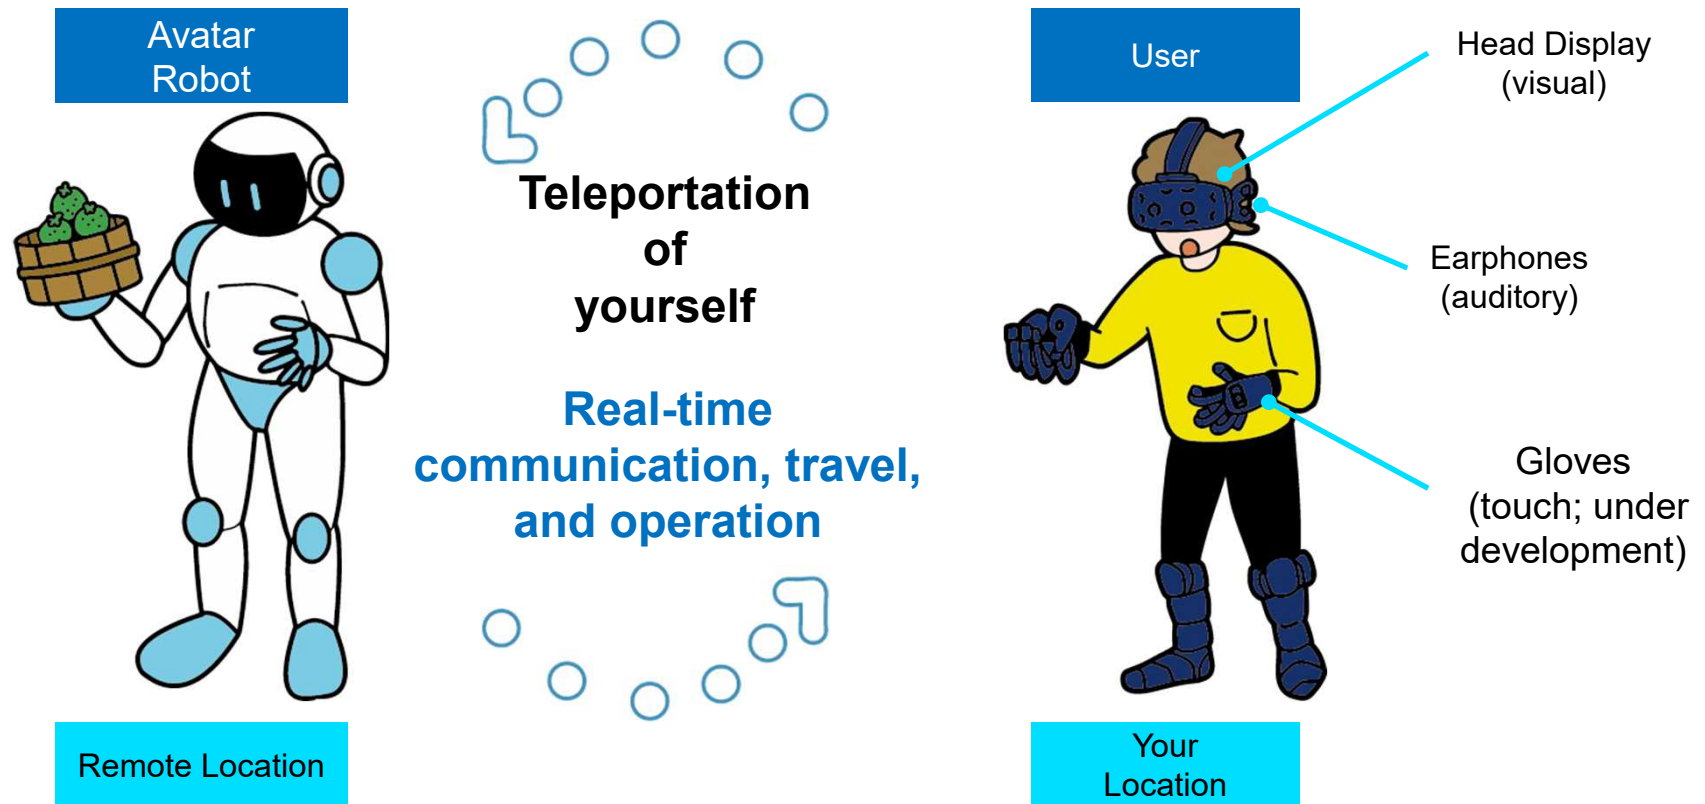 Avatar
Robot
User
Head Display
(visual)
Teleportation
of
yourself
Earphones
(auditory)
Real-time
communication, travel,
and operation
Gloves
(touch; under
development)
Remote Location
Your
Location